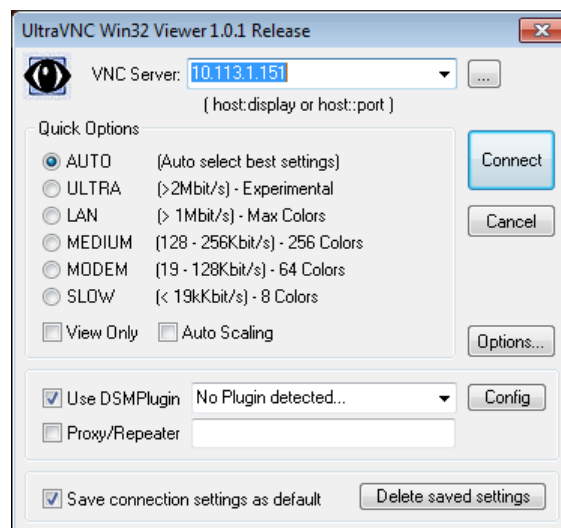 UltraVNC Win32 Viewer 1.0.1 Release
VNC Server: 10.113.1.151 ...
( host:display or host::port )
Quick Options
AUTO (Auto select best settings)
ULTRA (>2Mbit/s) - Experimental
LAN (> 1Mbit/s) - Max Colors
MEDIUM (128 - 256Kbit/s) - 256 Colors
MODEM (19 - 128Kbit/s) - 64 Colors
SLOW (< 19kKbit/s) - 8 Colors
View Only Auto Scaling
Connect
Cancel
Options...
Use DSMPlugin No Plugin detected... Config
Proxy/Repeater
Save connection settings as default Delete saved settings